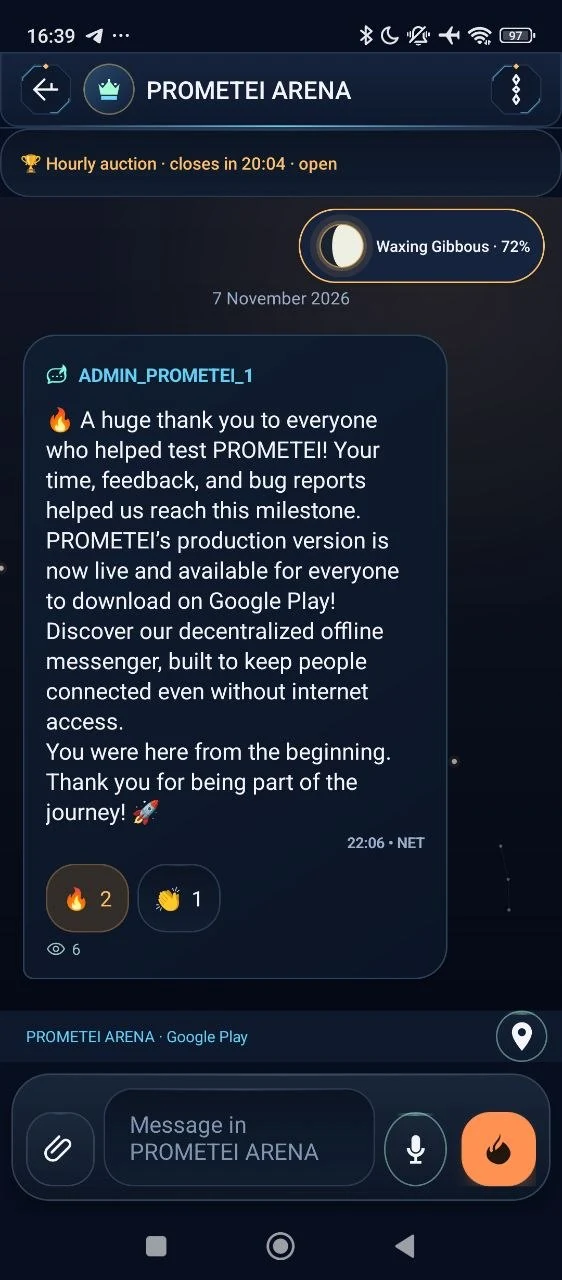 16:39
97
PROMETEI ARENA
🏆 Hourly auction · closes in 20:04 · open
Waxing Gibbous · 72%
7 November 2026
ADMIN_PROMETEI_1
🔥 A huge thank you to everyone
who helped test PROMETEI! Your
time, feedback, and bug reports
helped us reach this milestone.
PROMETEI’s production version is
now live and available for everyone
to download on Google Play!
Discover our decentralized offline
messenger, built to keep people
connected even without internet
access.
You were here from the beginning.
Thank you for being part of the
journey! 🚀
22:06 • NET
🔥 2 👏 1
6
PROMETEI ARENA · Google Play
Message in
PROMETEI ARENA